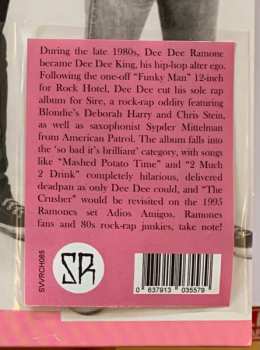 During the late 1980s, Dee Dee Ramone
became Dee Dee King, his hip-hop alter ego.
Following the one-off “Funky Man” 12-inch
for Rock Hotel, Dee Dee cut his sole rap
album for Sire, a rock-rap oddity featuring
Blondie’s Deborah Harry and Chris Stein,
as well as saxophonist Sypder Mittelman
from American Patrol. The album falls into
the ‘so bad it’s brilliant’ category, with songs
like “Mashed Potato Time” and “2 Much
2 Drink” completely hilarious, delivered
deadpan as only Dee Dee could, and “The
Crusher” would be revisited on the 1995
Ramones set Adios Amigos. Ramones
fans and 80s rock-rap junkies, take note!
SVVRCH085
SR
0 637913 035579 >